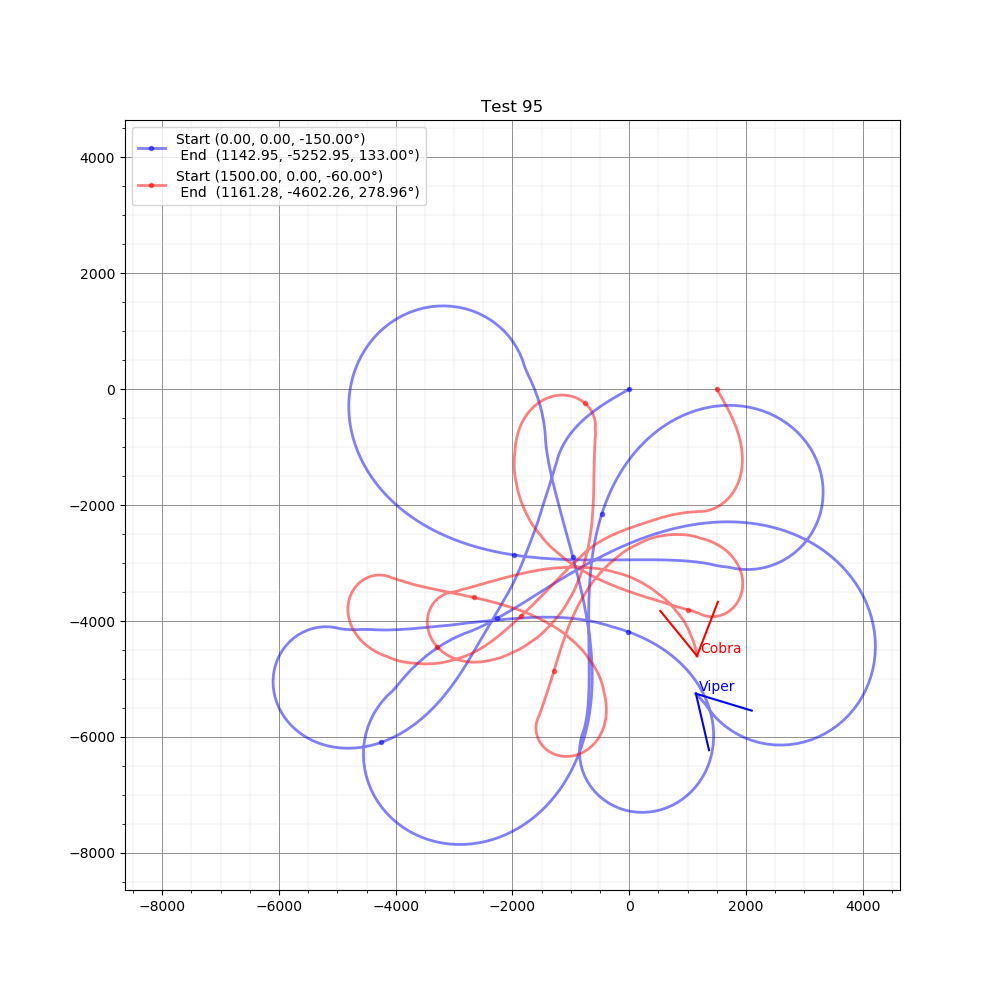 Test 95
Start (0.00, 0.00, -150.00°)
End  (1142.95, -5252.95, 133.00°)
Start (1500.00, 0.00, -60.00°)
End  (1161.28, -4602.26, 278.96°)
4000
2000
0
−2000
−4000
−6000
−8000
Cobra
Viper
−8000 −6000 −4000 −2000 0 2000 4000